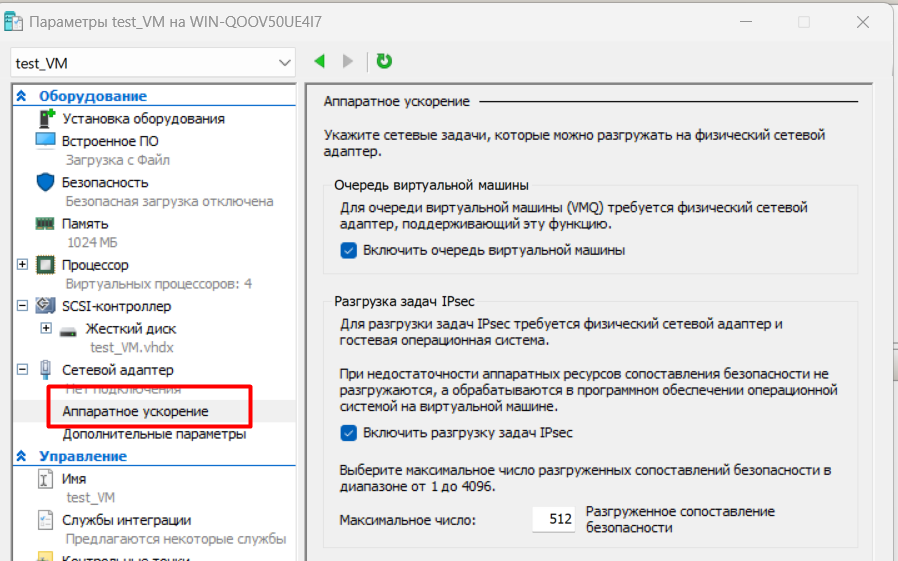 Параметры test_VM на WIN-QOOV50UE4I7
test_VM
Оборудование
Установка оборудования
Встроенное ПО
Загрузка с Файл
Безопасность
Безопасная загрузка отключена
Память
1024 МБ
Процессор
Виртуальных процессоров: 4
SCSI-контроллер
Жесткий диск
test_VM.vhdx
Сетевой адаптер
Нет подключения
Аппаратное ускорение
Дополнительные параметры
Управление
Имя
test_VM
Службы интеграции
Предлагаются некоторые службы
Контрольные точки
Аппаратное ускорение
Укажите сетевые задачи, которые можно разгружать на физический сетевой
адаптер.
Очередь виртуальной машины
Для очереди виртуальной машины (VMQ) требуется физический сетевой
адаптер, поддерживающий эту функцию.
Включить очередь виртуальной машины
Разгрузка задач IPsec
Для разгрузки задач IPsec требуется физический сетевой адаптер и
гостевая операционная система.
При недостаточности аппаратных ресурсов сопоставления безопасности не
разгружаются, а обрабатываются в программном обеспечении операционной
системой на виртуальной машине.
Включить разгрузку задач IPsec
Выберите максимальное число разгруженных сопоставлений безопасности в
диапазоне от 1 до 4096.
Максимальное число:
512
Разгруженное сопоставление
безопасности